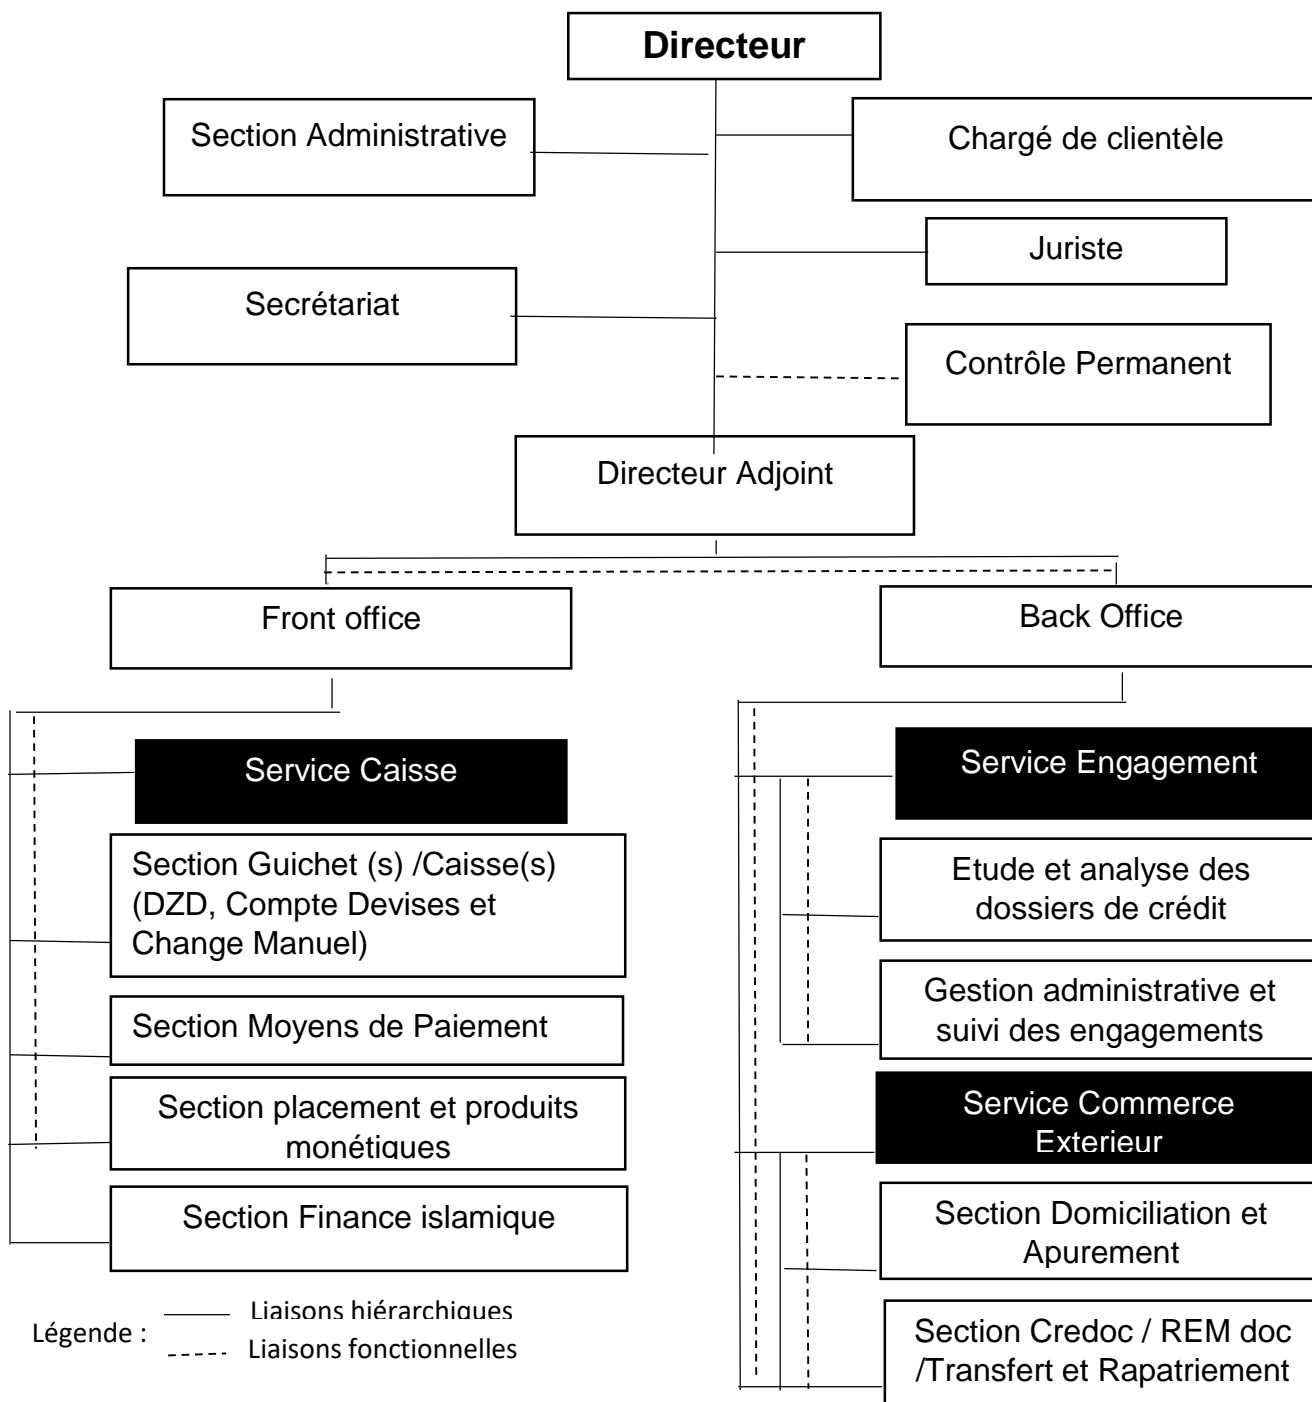 Directeur
Section Administrative
Chargé de clientèle
Juriste
Secrétariat
Contrôle Permanent
Directeur Adjoint
Front office
Back Office
Service Caisse
Section Guichet (s) /Caisse(s)
(DZD, Compte Devises et
Change Manuel)
Section Moyens de Paiement
Section placement et produits
monétiques
Section Finance islamique
Service Engagement
Etude et analyse des
dossiers de crédit
Gestion administrative et
suivi des engagements
Service Commerce
Exterieur
Section Domiciliation et
Apurement
Section Credoc / REM doc
/Transfert et Rapatriement
Légende :
Liaisons hiérarchiques
Liaisons fonctionnelles